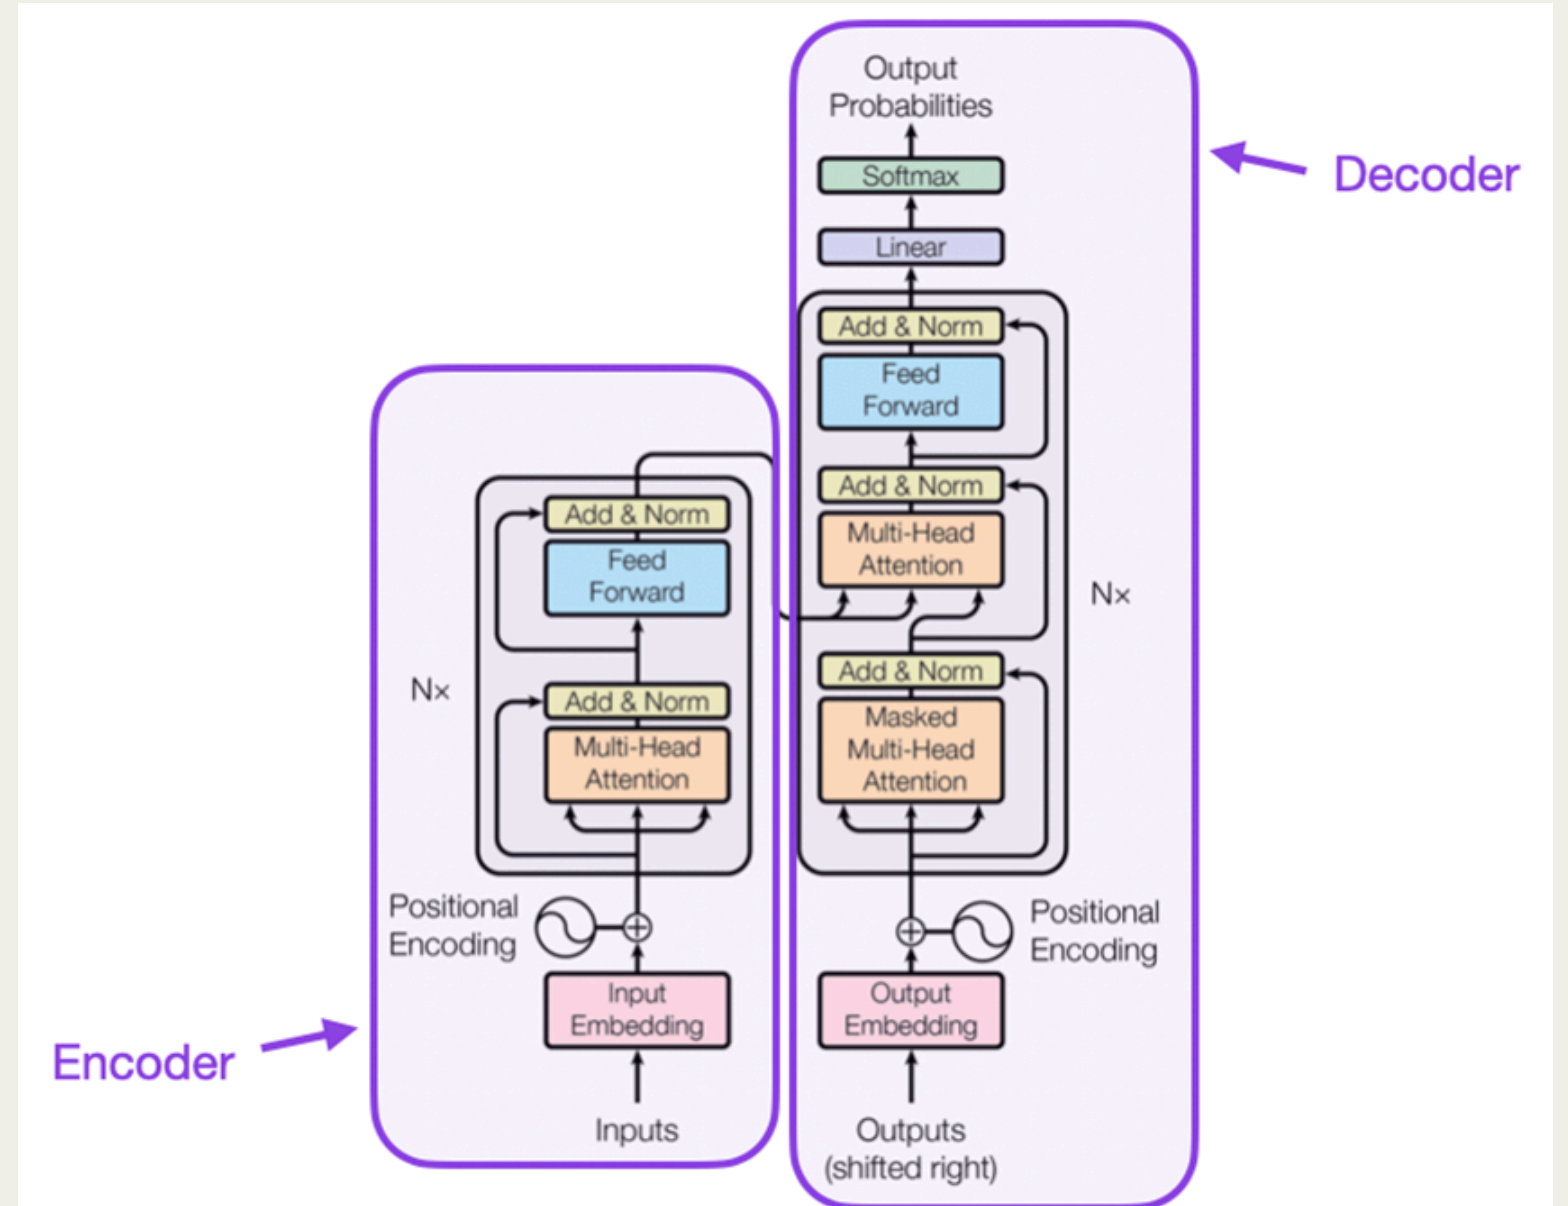 Output
Probabilities
Softmax
Decoder
Linear
Add & Norm
Feed
Forward
Add & Norm
Multi-Head
Attention
N×
Add & Norm
Masked
Multi-Head
Attention
Positional
Encoding
Output
Embedding
Outputs
(shifted right)
Add & Norm
Feed
Forward
N×
Add & Norm
Multi-Head
Attention
Positional
Encoding
Input
Embedding
Encoder
Inputs